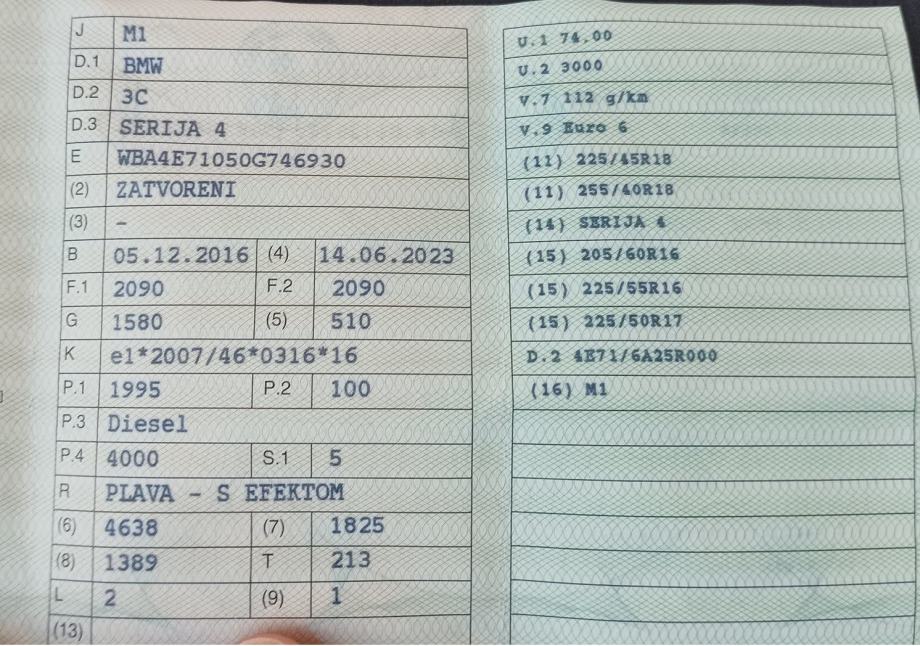 J M1
D.1 BMW
D.2 3C
D.3 SERIJA 4
E WBA4E71050G746930
(2) ZATVORENI
(3) –
B 05.12.2016 (4) 14.06.2023
F.1 2090 F.2 2090
G 1580 (5) 510
K e1*2007/46*0316*16
P.1 1995 P.2 100
P.3 Diesel
P.4 4000 S.1 5
R PLAVA – S EFEKTOM
(6) 4638 (7) 1825
(8) 1389 T 213
L 2 (9) 1
(13)
U.1 74,00
U.2 3000
V.7 112 g/km
V.9 Euro 6
(11) 225/45R18
(11) 255/40R18
(14) SERIJA 4
(15) 205/60R16
(15) 225/55R16
(15) 225/50R17
D.2 4E71/6A25R000
(16) M1